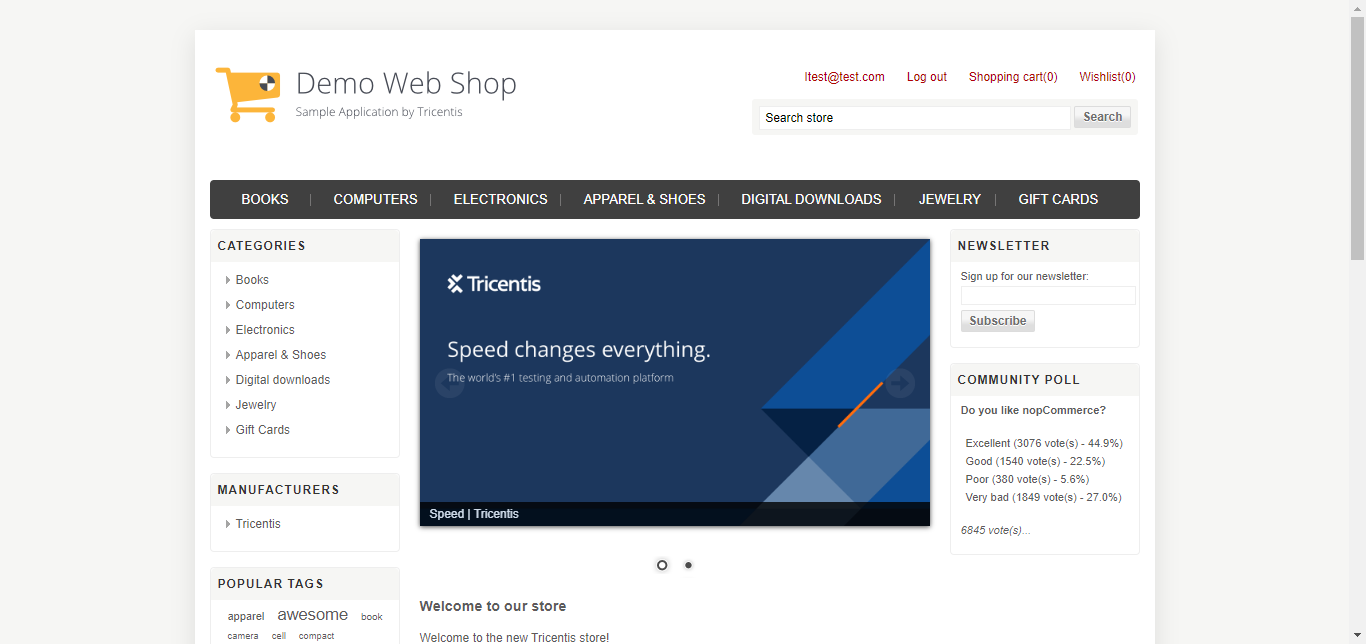 Demo Web Shop
Sample Application by Tricentis
ltest@test.com Log out Shopping cart(0) Wishlist(0)
Search store Search
BOOKS COMPUTERS ELECTRONICS APPAREL & SHOES DIGITAL DOWNLOADS JEWELRY GIFT CARDS
CATEGORIES
Books
Computers
Electronics
Apparel & Shoes
Digital downloads
Jewelry
Gift Cards
MANUFACTURERS
Tricentis
POPULAR TAGS
apparel awesome book
camera cell compact
Tricentis
Speed changes everything.
The world's #1 testing and automation platform
Speed | Tricentis
Welcome to our store
Welcome to the new Tricentis store!
NEWSLETTER
Sign up for our newsletter:
Subscribe
COMMUNITY POLL
Do you like nopCommerce?
Excellent (3076 vote(s) - 44.9%)
Good (1540 vote(s) - 22.5%)
Poor (380 vote(s) - 5.6%)
Very bad (1849 vote(s) - 27.0%)
6845 vote(s)...